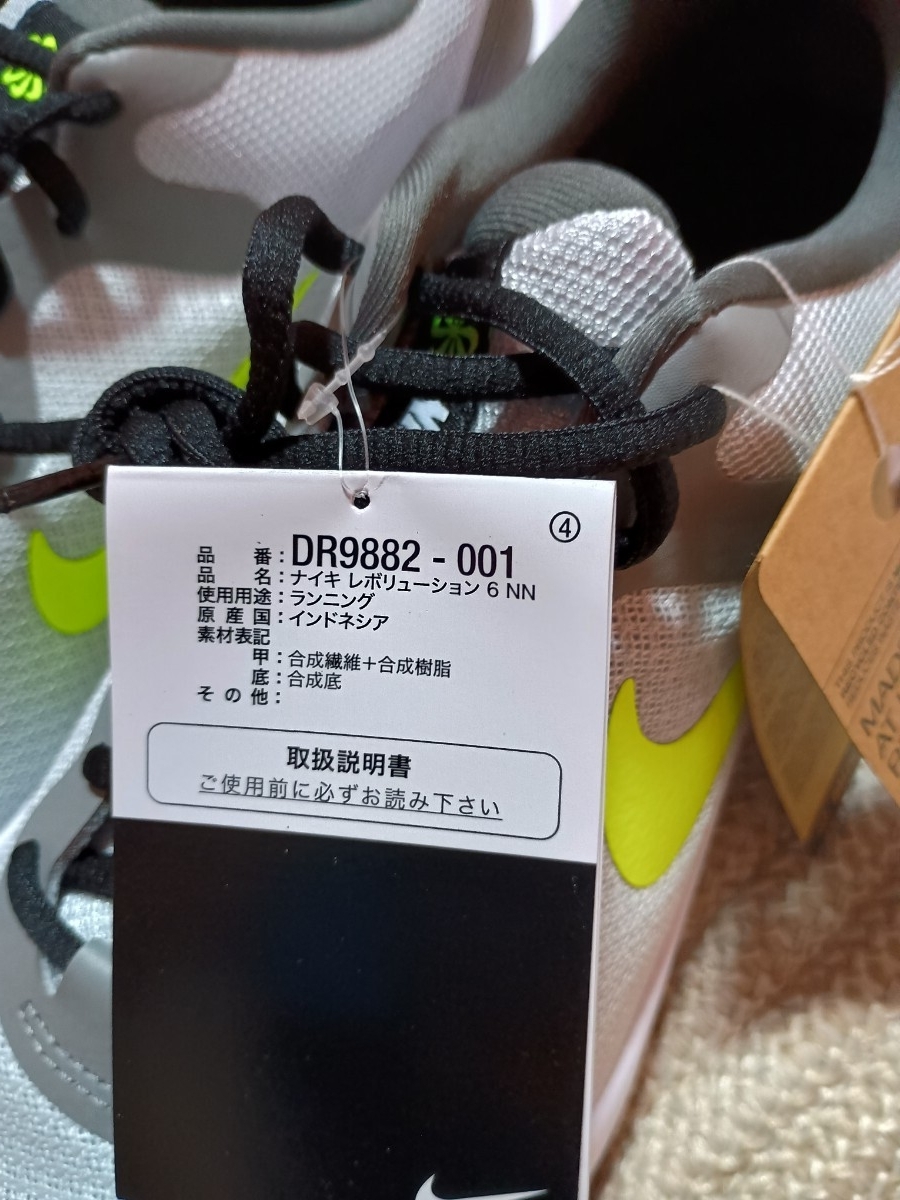 ④
品番：DR9882 - 001
品名：ナイキ レボリューション 6 NN
使用用途：ランニング
原産国：インドネシア
素材表記
甲：合成繊維＋合成樹脂
底：合成底
その他：
取扱説明書
ご使用前に必ずお読み下さい
MAD
AT